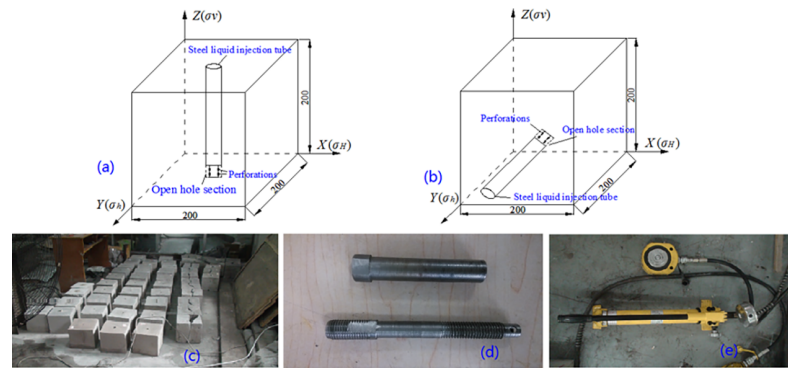 Z(σv)
Steel liquid injection tube
200
X(σH)
(a)
Perforations
Open hole section
200
Y(σh)
200
Z(σv)
200
Perforations
Open hole section
X(σH)
(b)
200
Y(σh)
Steel liquid injection tube
200
(c)
(d)
(e)